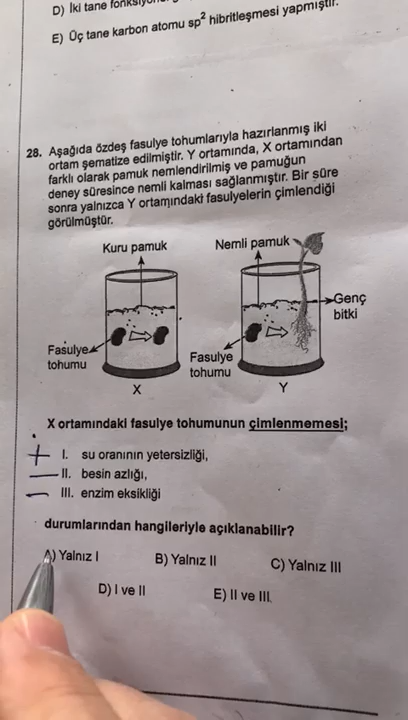 D) İki tane
E) Üç tane karbon atomu sp² hibritleşmesi yapmıştır.
28. Aşağıda özdeş fasulye tohumlarıyla hazırlanmış iki
ortam şematize edilmiştir. Y ortamında, X ortamından
farklı olarak pamuk nemlendirilmiş ve pamuğun
deney süresince nemli kalması sağlanmıştır. Bir süre
sonra yalnızca Y ortamındaki fasulyelerin çimlendiği
görülmüştür.
Kuru pamuk
Nemli pamuk
Genç
bitki
Fasulye
tohumu
Fasulye
tohumu
X
Y
X ortamındaki fasulye tohumunun çimlenmemesi;
+ I. su oranının yetersizliği,
— II. besin azlığı,
— III. enzim eksikliği
durumlarından hangileriyle açıklanabilir?
A) Yalnız I B) Yalnız II C) Yalnız III
D) I ve II E) II ve III